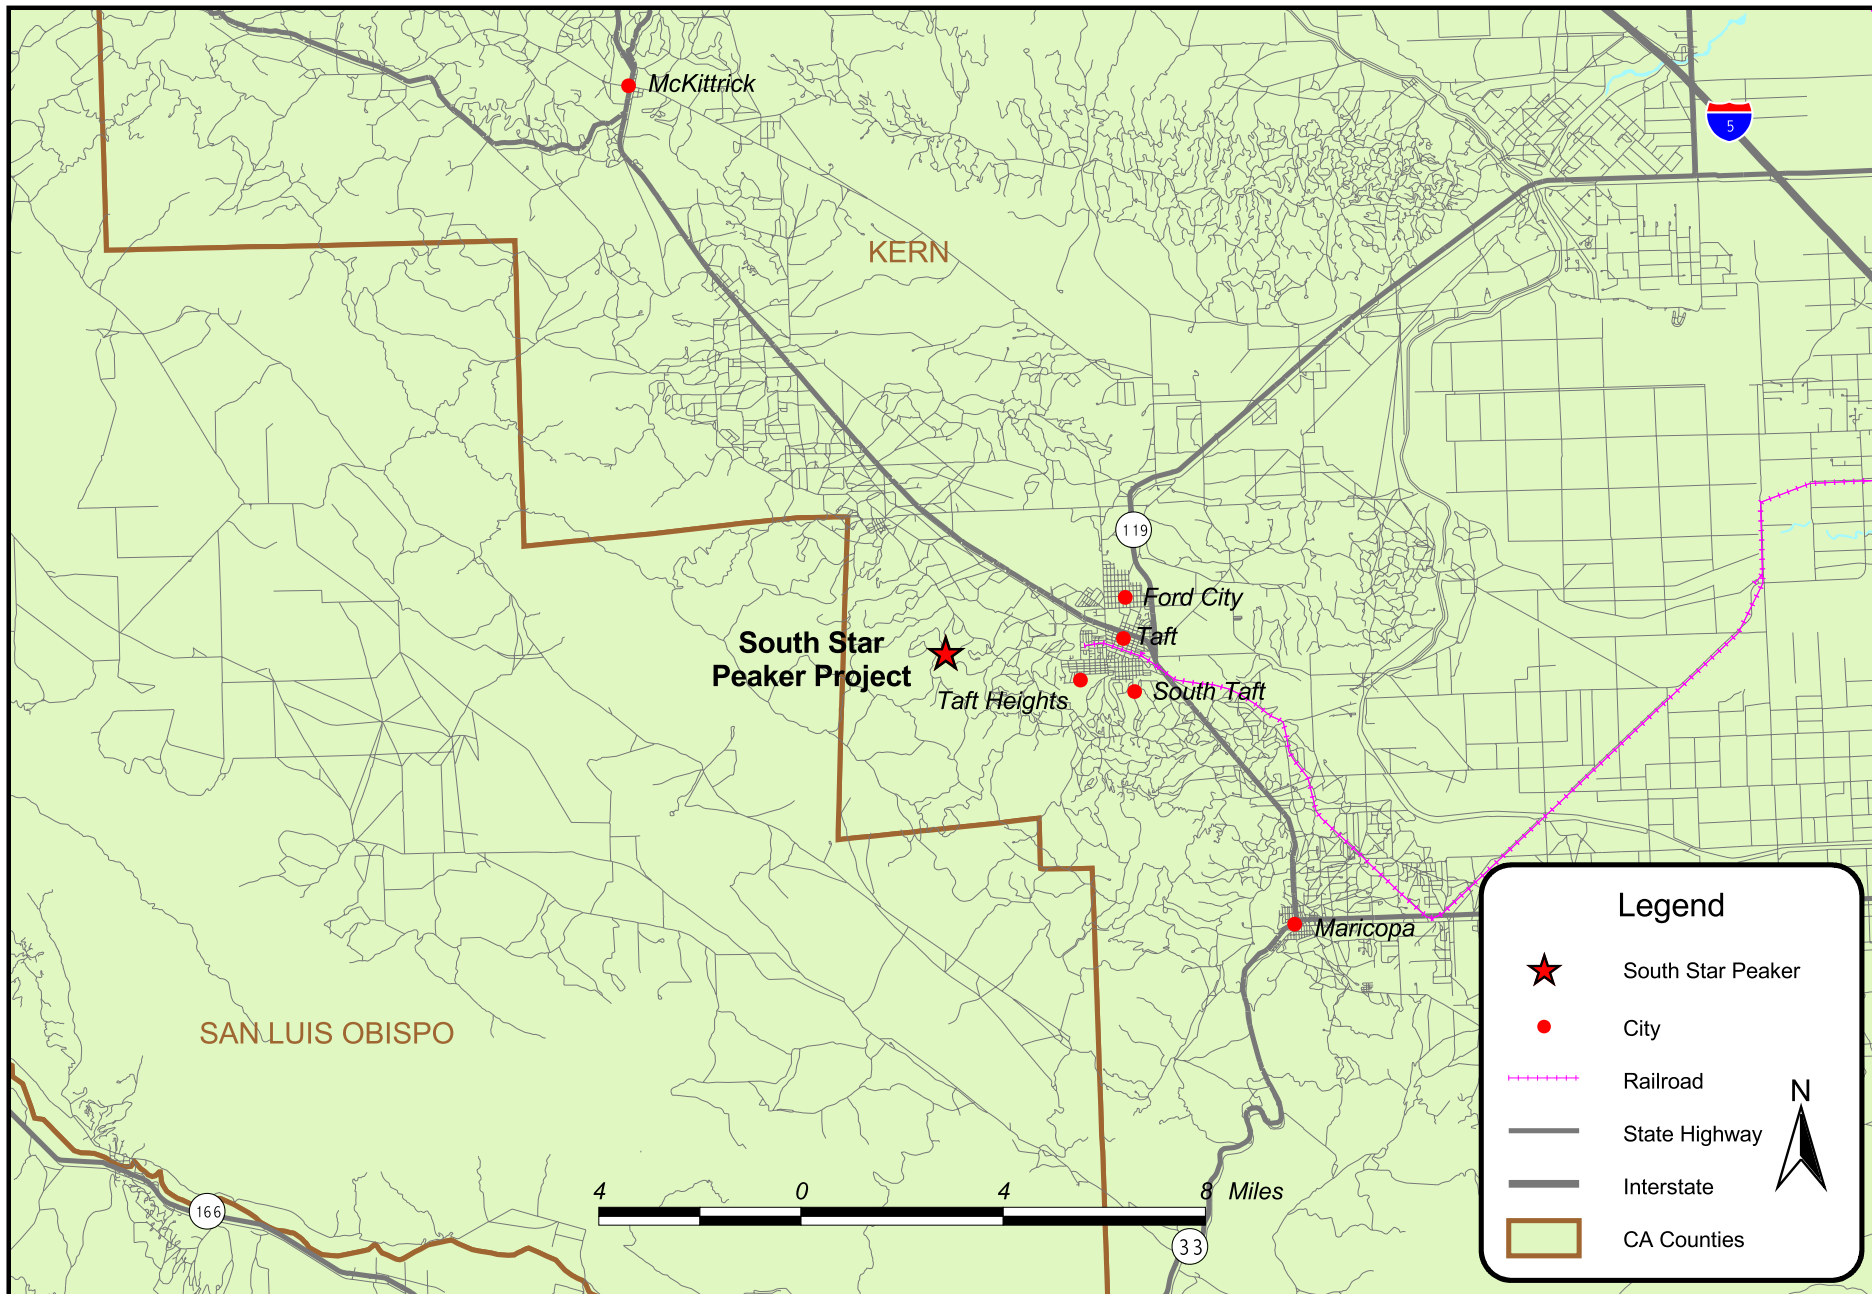 McKittrick
5
KERN
119
Ford City
Taft
South Star
Peaker Project
Taft Heights
South Taft
Maricopa
SAN LUIS OBISPO
166
4 0 4 8 Miles
33
Legend
South Star Peaker
City
Railroad
N
State Highway
Interstate
CA Counties